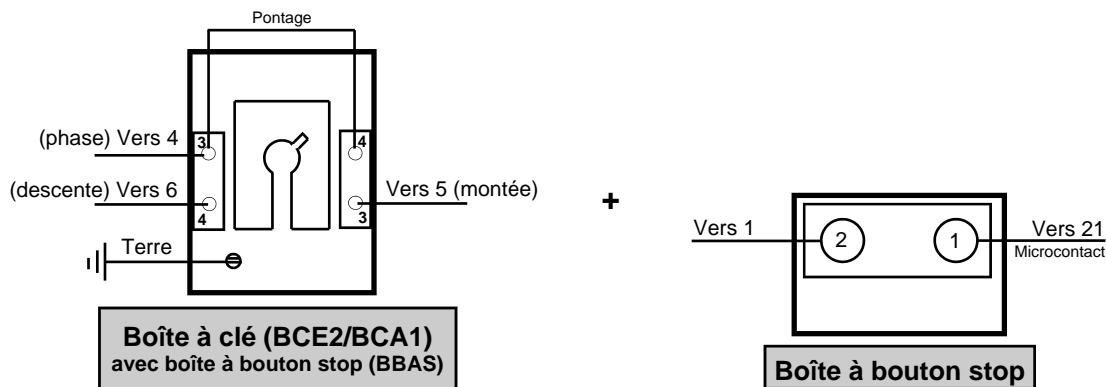 Pontage
(phase) Vers 4
3
4
(descente) Vers 6
4
3
Vers 5 (montée)
Terre
Boîte à clé (BCE2/BCA1)
avec boîte à bouton stop (BBAS)
+
Vers 1
2
1
Vers 21
Microcontact
Boîte à bouton stop